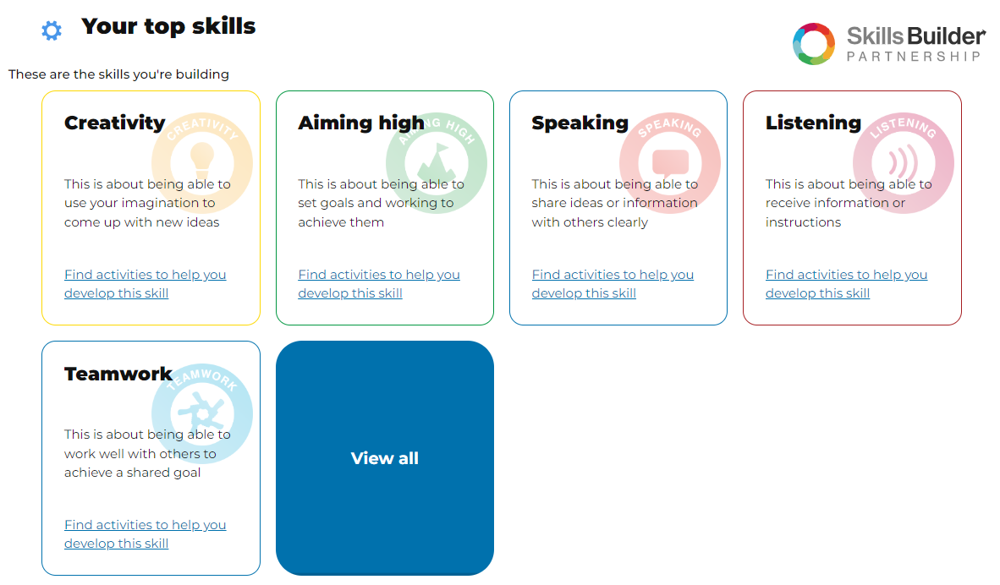 Your top skills
Skills Builder
PARTNERSHIP
These are the skills you're building
Creativity
CREATIVITY
This is about being able to
use your imagination to
come up with new ideas
Find activities to help you
develop this skill
Aiming high
AIMING HIGH
This is about being able to
set goals and working to
achieve them
Find activities to help you
develop this skill
Speaking
SPEAKING
This is about being able to
share ideas or information
with others clearly
Find activities to help you
develop this skill
Listening
LISTENING
This is about being able to
receive information or
instructions
Find activities to help you
develop this skill
Teamwork
TEAMWORK
This is about being able to
work well with others to
achieve a shared goal
Find activities to help you
develop this skill
View all